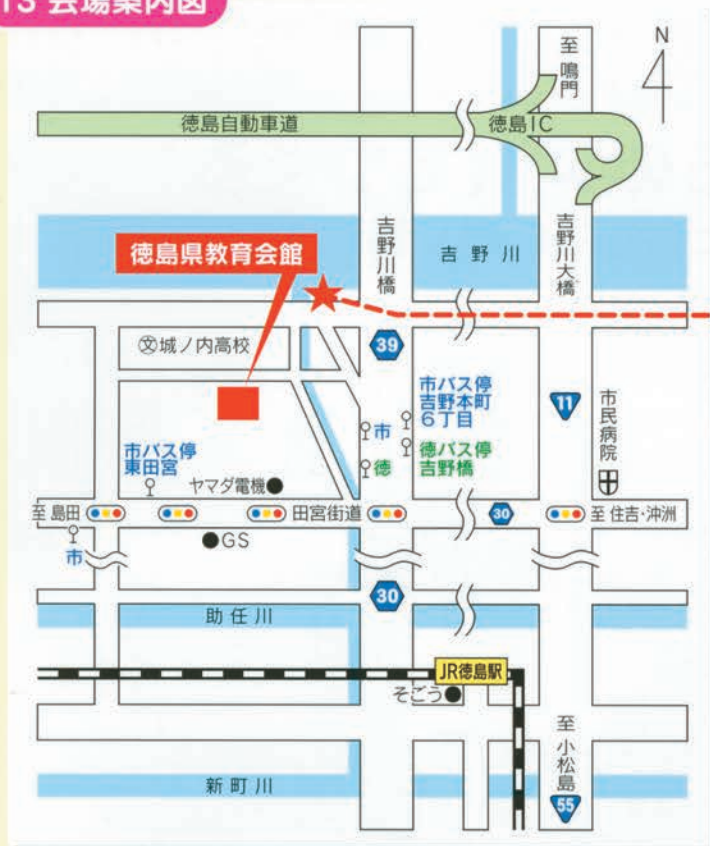 13 会場案内図
N
至鳴門
徳島自動車道
徳島IC
吉野川橋
吉野川
吉野川大橋
徳島県教育会館
文城ノ内高校
39
市バス停
吉野本町
6丁目
11
市民病院
市
徳
徳バス停
吉野橋
市バス停
東田宮
ヤマダ電機
至島田
田宮街道
30
至住吉・沖洲
市
GS
30
助任川
JR徳島駅
そごう
至小松島
新町川
55